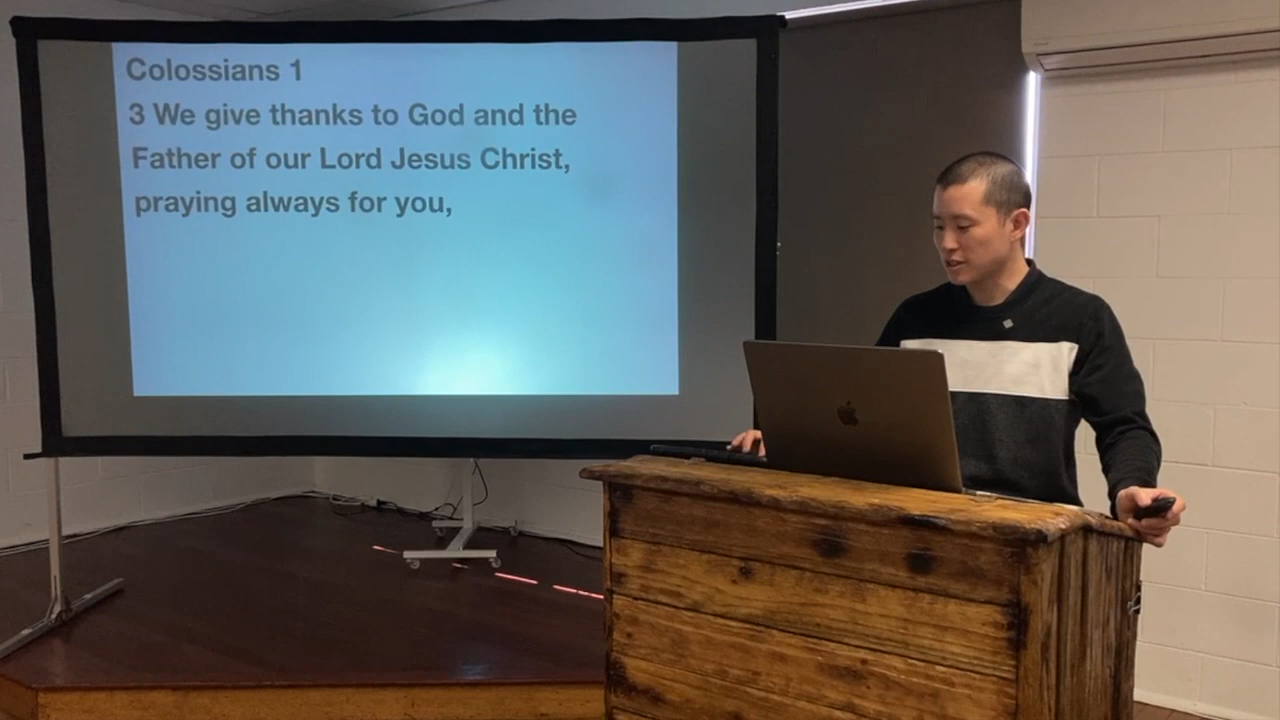 Colossians 1
3 We give thanks to God and the
Father of our Lord Jesus Christ,
praying always for you,